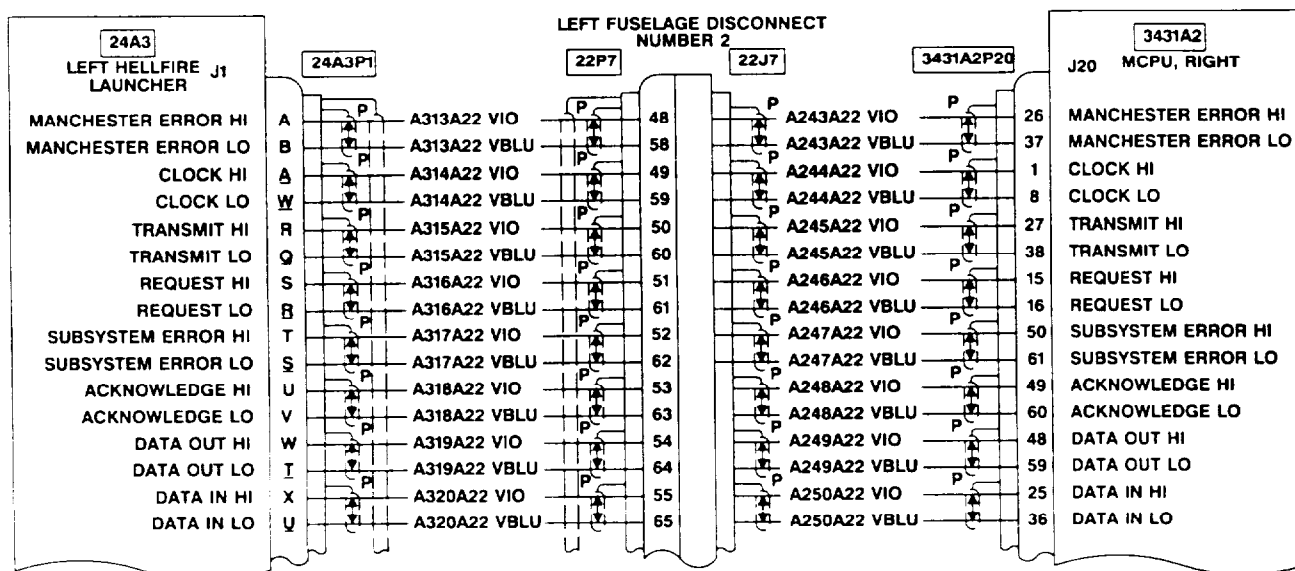 LEFT FUSELAGE DISCONNECT
NUMBER 2
24A3
LEFT HELLFIRE
LAUNCHER
J1
24A3P1
22P7
22J7
3431A2P20
3431A2
J20 MCPU, RIGHT
MANCHESTER ERROR HI A P A313A22 VIO P 48 P A243A22 VIO P 26 MANCHESTER ERROR HI
MANCHESTER ERROR LO B A313A22 VBLU 58 A243A22 VBLU 37 MANCHESTER ERROR LO
CLOCK HI A P A314A22 VIO P 49 P A244A22 VIO P 1 CLOCK HI
CLOCK LO W A314A22 VBLU 59 A244A22 VBLU 8 CLOCK LO
TRANSMIT HI R P A315A22 VIO P 50 P A245A22 VIO P 27 TRANSMIT HI
TRANSMIT LO Q A315A22 VBLU 60 A245A22 VBLU 38 TRANSMIT LO
REQUEST HI S P A316A22 VIO P 51 P A246A22 VIO P 15 REQUEST HI
REQUEST LO R A316A22 VBLU 61 A246A22 VBLU 16 REQUEST LO
SUBSYSTEM ERROR HI T P A317A22 VIO P 52 P A247A22 VIO P 50 SUBSYSTEM ERROR HI
SUBSYSTEM ERROR LO S A317A22 VBLU 62 A247A22 VBLU 61 SUBSYSTEM ERROR LO
ACKNOWLEDGE HI U P A318A22 VIO P 53 P A248A22 VIO P 49 ACKNOWLEDGE HI
ACKNOWLEDGE LO V A318A22 VBLU 63 A248A22 VBLU 60 ACKNOWLEDGE LO
DATA OUT HI W P A319A22 VIO P 54 P A249A22 VIO P 48 DATA OUT HI
DATA OUT LO T A319A22 VBLU 64 A249A22 VBLU 59 DATA OUT LO
DATA IN HI X P A320A22 VIO P 55 P A250A22 VIO P 25 DATA IN HI
DATA IN LO U A320A22 VBLU 65 A250A22 VBLU 36 DATA IN LO